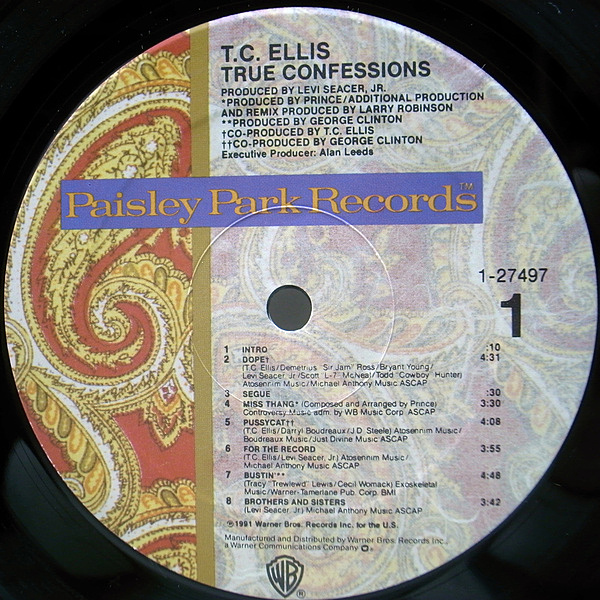 T.C. ELLIS
TRUE CONFESSIONS
PRODUCED BY LEVI SEACER, JR.
*PRODUCED BY PRINCE/ADDITIONAL PRODUCTION
AND REMIX PRODUCED BY LARRY ROBINSON
**PRODUCED BY GEORGE CLINTON
†CO-PRODUCED BY T.C. ELLIS
††CO-PRODUCED BY GEORGE CLINTON
Executive Producer: Alan Leeds
Paisley Park Records™
1-27497
1
1 INTRO :10
2 DOPE† 4:31
(T.C. Ellis/Demetrius "Sir Jam" Ross/Bryant Young/
Levi Seacer, Jr./Scott "L-7" McNeal/Todd "Cowboy" Hunter)
Atosennim Music/Michael Anthony Music ASCAP
3 SEGUE :30
4 MISS THANG* (Composed and Arranged by Prince) 3:30
Controversy Music adm. by WB Music Corp. ASCAP
5 PUSSYCAT†† 4:08
(T.C. Ellis/Darryl Boudreaux/J.D. Steele) Atosennim Music/
Boudreaux Music/Just Divine Music ASCAP
6 FOR THE RECORD 3:55
(T.C. Ellis/Levi Seacer, Jr.) Atosennim Music/
Michael Anthony Music ASCAP
7 BUSTIN'** 4:48
(Tracy "Trewlewd" Lewis/Cecil Womack) Exoskeletal
Music/Warner-Tamerlane Pub. Corp. BMI
8 BROTHERS AND SISTERS 3:42
(Levi Seacer, Jr.) Michael Anthony Music ASCAP
℗1991 Warner Bros. Records Inc. for the U.S.
Manufactured and Distributed by Warner Bros. Records Inc.,
a Warner Communications Company
WB®